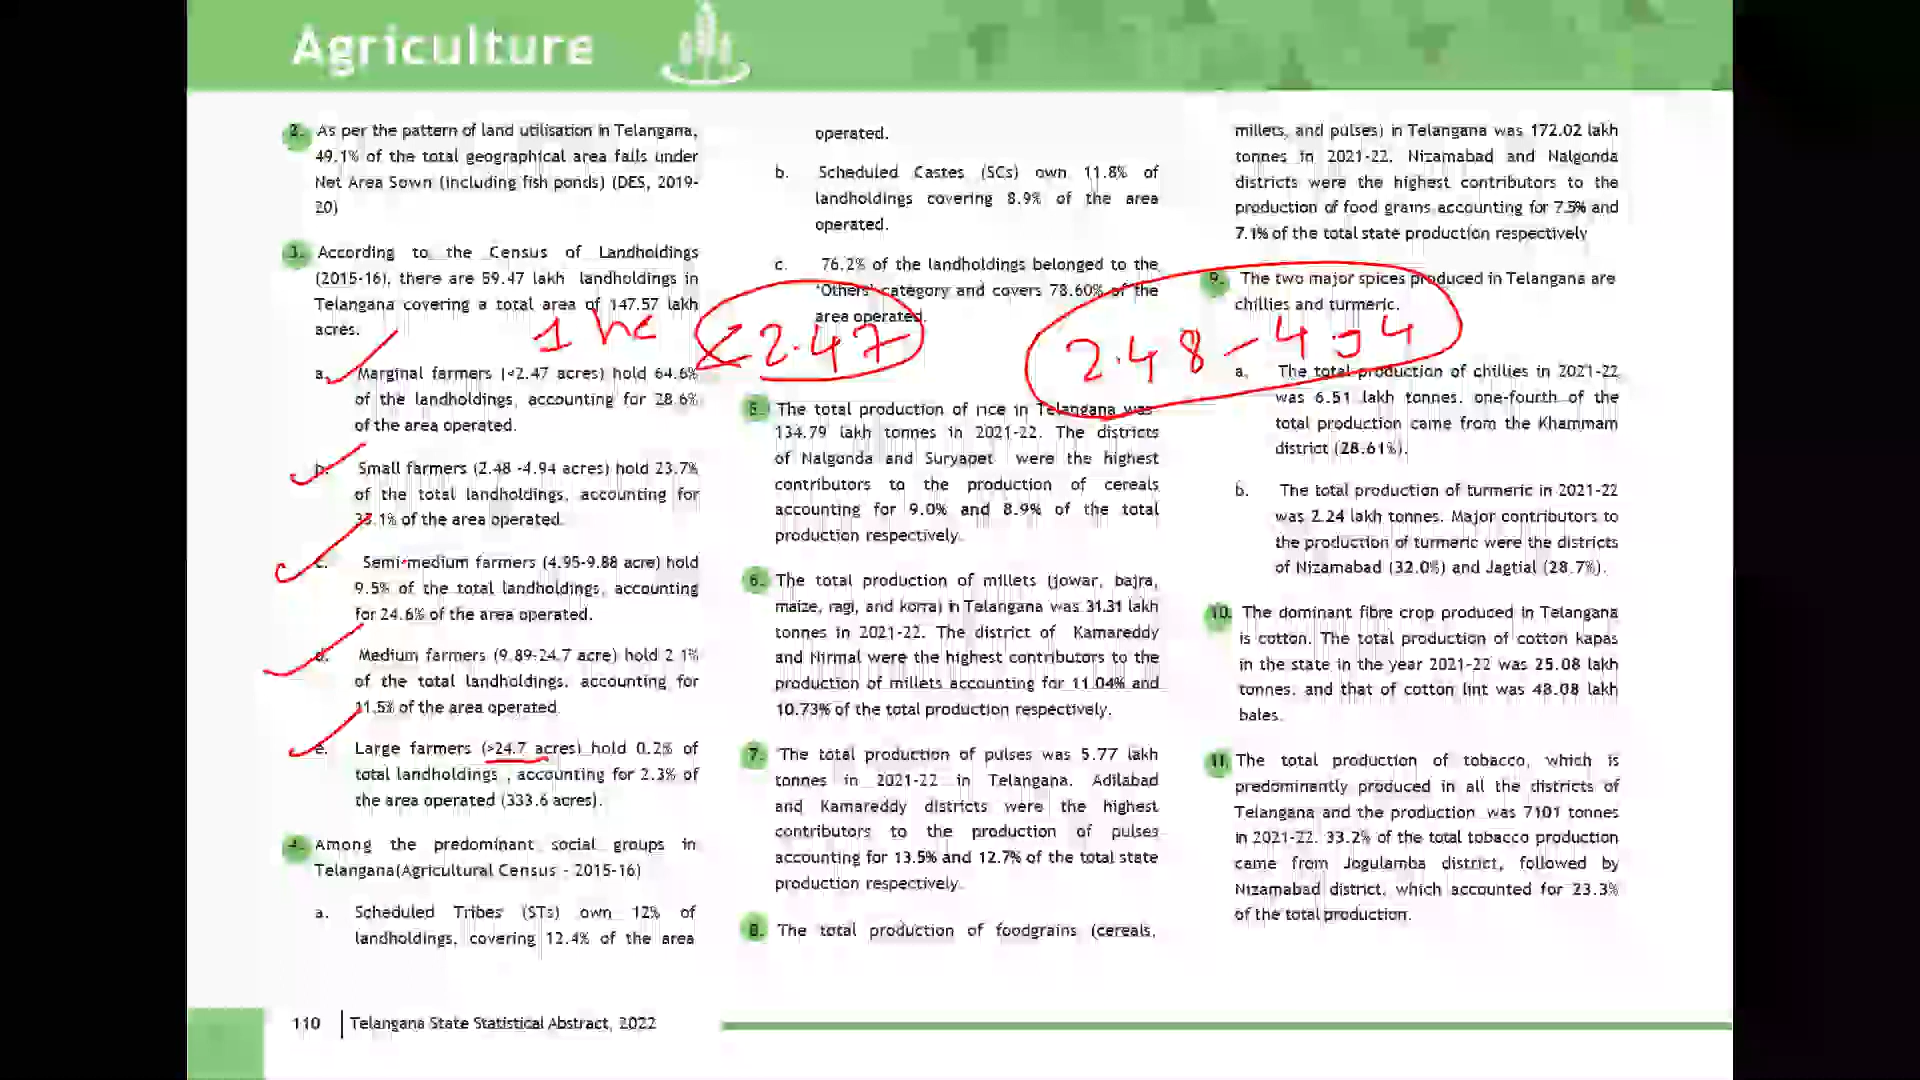 Agriculture
2. As per the pattern of land utilisation in Telangana,
49.1% of the total geographical area falls under
Net Area Sown (including fish ponds) (DES, 2019-
20)
3. According to the Census of Landholdings
(2015-16), there are 59.47 lakh landholdings in
Telangana covering a total area of 147.57 lakh
acres.
a. Marginal farmers (<2.47 acres) hold 64.6%
of the landholdings, accounting for 28.6%
of the area operated.
b. Small farmers (2.48 -4.94 acres) hold 23.7%
of the total landholdings, accounting for
33.1% of the area operated.
c. Semi-medium farmers (4.95-9.88 acre) hold
9.5% of the total landholdings, accounting
for 24.6% of the area operated.
d. Medium farmers (9.89-24.7 acre) hold 2.1%
of the total landholdings, accounting for
11.5% of the area operated
e. Large farmers (>24.7 acres) hold 0.2% of
total landholdings , accounting for 2.3% of
the area operated (333.6 acres).
4. Among the predominant social groups in
Telangana(Agricultural Census - 2015-16)
a. Scheduled Tribes (STs) own 12% of
landholdings, covering 12.4% of the area
operated.
b. Scheduled Castes (SCs) own 11.8% of
landholdings covering 8.9% of the area
operated.
c. 76.2% of the landholdings belonged to the
'Others' category and covers 78.60% of the
area operated.
1 he <2.47
2.48-4.94
5. The total production of rice in Telangana was
134.79 lakh tonnes in 2021-22. The districts
of Nalgonda and Suryapet were the highest
contributors to the production of cereals
accounting for 9.0% and 8.9% of the total
production respectively.
6. The total production of millets (jowar, bajra,
maize, ragi, and korra) in Telangana was 31.31 lakh
tonnes in 2021-22. The district of Kamareddy
and Nirmal were the highest contributors to the
production of millets accounting for 11.04% and
10.73% of the total production respectively.
7. The total production of pulses was 5.77 lakh
tonnes in 2021-22 in Telangana. Adilabad
and Kamareddy districts were the highest
contributors to the production of pulses
accounting for 13.5% and 12.7% of the total state
production respectively.
8. The total production of foodgrains (cereals,
millets, and pulses) in Telangana was 172.02 lakh
tonnes in 2021-22. Nizamabad and Nalgonda
districts were the highest contributors to the
production of food grains accounting for 7.5% and
7.1% of the total state production respectively
9. The two major spices produced in Telangana are
chillies and turmeric.
a. The total production of chillies in 2021-22
was 6.51 lakh tonnes. one-fourth of the
total production came from the Khammam
district (28.61%).
b. The total production of turmeric in 2021-22
was 2.24 lakh tonnes. Major contributors to
the production of turmeric were the districts
of Nizamabad (32.0%) and Jagtial (28.7%).
10. The dominant fibre crop produced in Telangana
is cotton. The total production of cotton kapas
in the state in the year 2021-22 was 25.08 lakh
tonnes. and that of cotton lint was 48.08 lakh
bales.
11. The total production of tobacco, which is
predominantly produced in all the districts of
Telangana and the production was 7101 tonnes
in 2021-22. 33.2% of the total tobacco production
came from Jogulamba district, followed by
Nizamabad district, which accounted for 23.3%
of the total production.
110 Telangana State Statistical Abstract, 2022